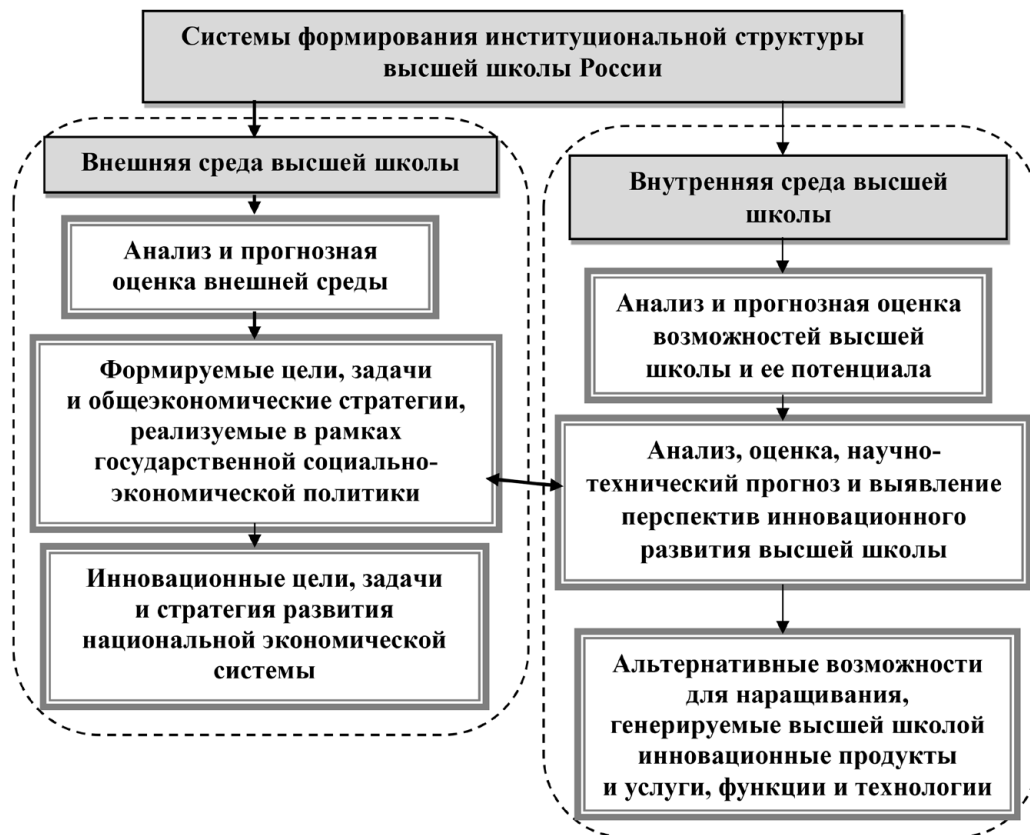 Системы формирования институциональной структуры
высшей школы России
Внешняя среда высшей школы
Анализ и прогнозная
оценка внешней среды
Формируемые цели, задачи
и общеэкономические стратегии,
реализуемые в рамках
государственной социально-
экономической политики
Инновационные цели, задачи
и стратегия развития
национальной экономической
системы
Внутренняя среда высшей
школы
Анализ и прогнозная оценка
возможностей высшей
школы и ее потенциала
Анализ, оценка, научно-
технический прогноз и выявление
перспектив инновационного
развития высшей школы
Альтернативные возможности
для наращивания,
генерируемые высшей школой
инновационные продукты
и услуги, функции и технологии